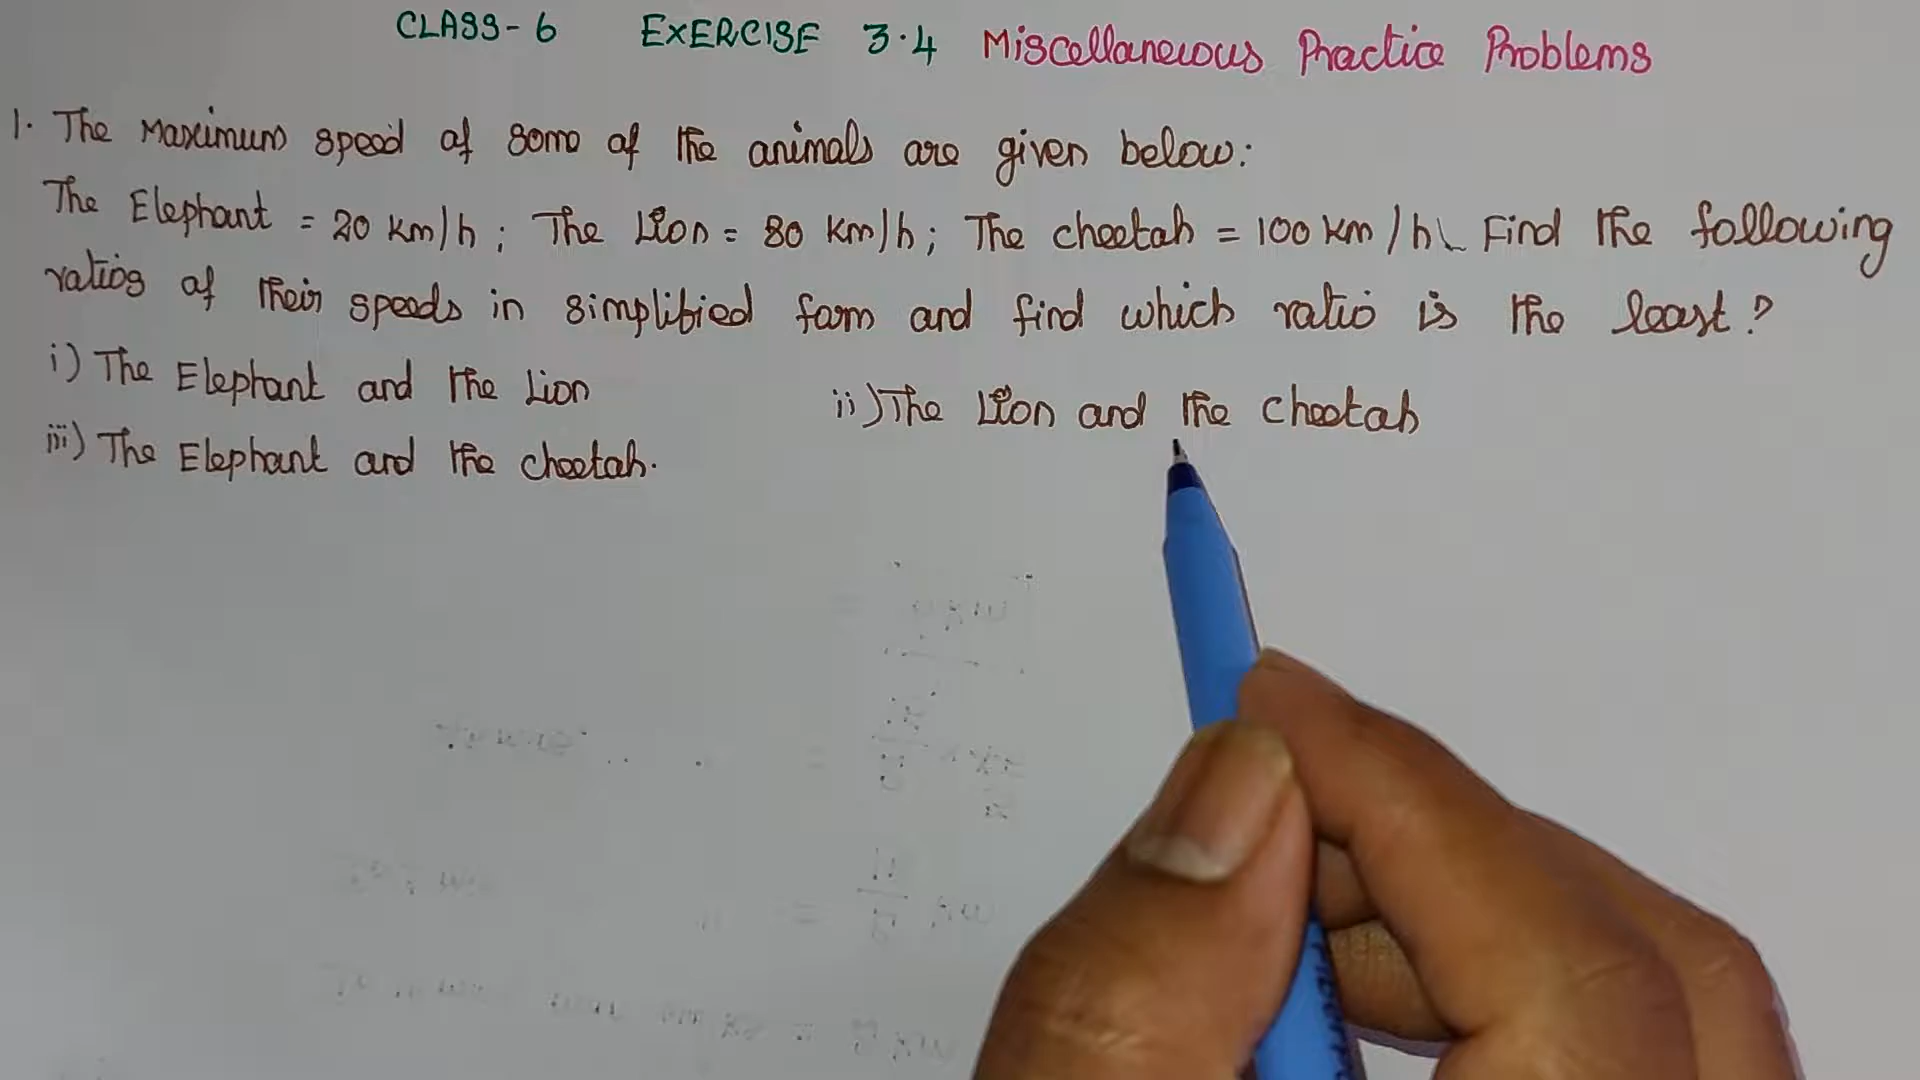 CLASS-6 EXERCISE 3.4 Miscellaneous Practice Problems
1. The Maximum speed of some of the animals are given below:
The Elephant = 20 km/h; The Lion = 80 km/h; The cheetah = 100 km/h. Find the following
ratios of their speeds in simplified form and find which ratio is the least?
i) The Elephant and the Lion ii) The Lion and the cheetah
iii) The Elephant and the cheetah.